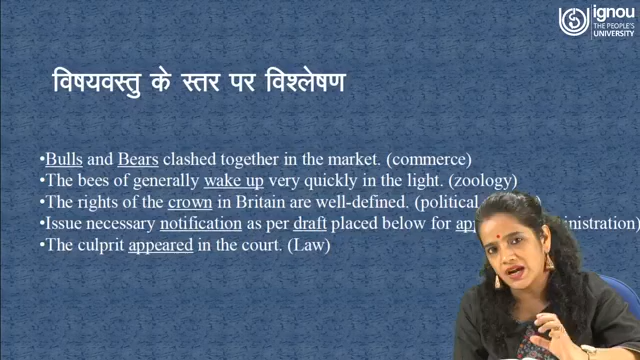 ignou
THE PEOPLE'S
UNIVERSITY
विषयवस्तु के स्तर पर विश्लेषण
•Bulls and Bears clashed together in the market. (commerce)
•The bees of generally wake up very quickly in the light. (zoology)
•The rights of the crown in Britain are well-defined. (political
•Issue necessary notification as per draft placed below for
•The culprit appeared in the court. (Law)